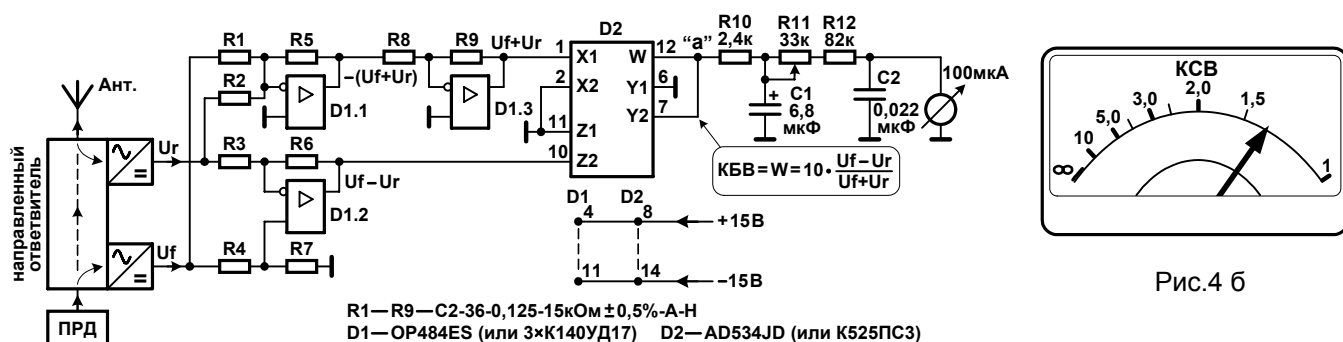 R1 R5 R8 R9 Uf+Ur
R2 −(Uf+Ur)
D1.1 D1.3
Ант.
направленный ответвитель
Ur
R3 R6
Uf−Ur
D1.2
Uf
R4 R7
ПРД
D2
1 X1 W 12 "а"
2 X2 Y1 6
11 Z1 Y2 7
10 Z2
R10 2,4к
R11 33к
R12 82к
C1 6,8 мкФ
+
C2 0,022 мкФ
100мкА
КБВ=W=10•Uf−Ur
Uf+Ur
D1 D2
4 8 +15В
11 14 −15В
R1—R9—С2-36-0,125-15кОм±0,5%-А-Н
D1—OP484ES (или 3×К140УД17) D2—AD534JD (или К525ПС3)
КСВ
∞ 10 5,0 3,0 2,0 1,5 1
Рис.4 б